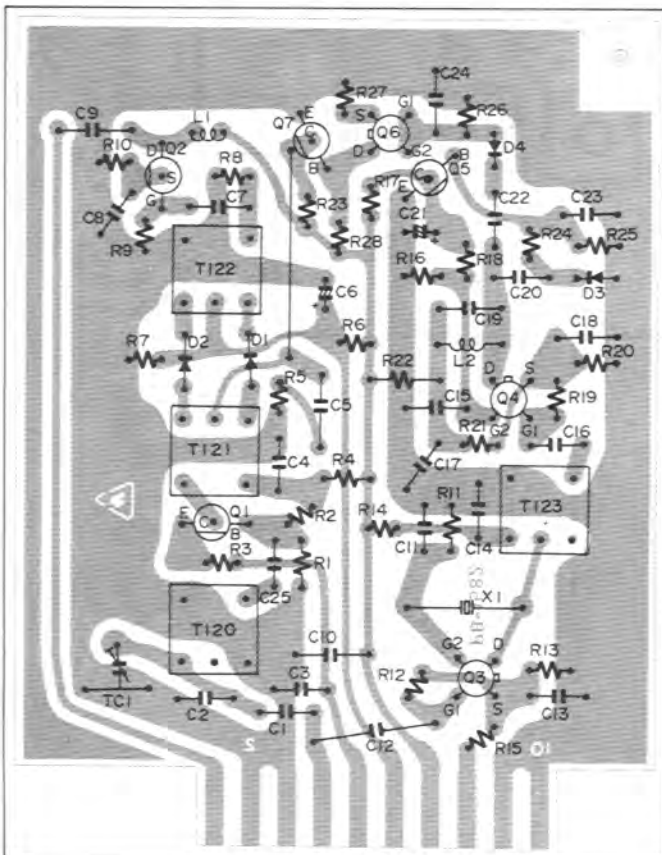 C24
R27
G1
S
C9
L1
E
Q7
C
Q6
R26
D
D4
R10
D Q2
R8
B
G2
B
Q5
S
R17
E
C22
C23
C8
G
C7
R23
C21
R24
R25
R9
R28
R16
R18
T122
C20
D3
C6
C19
C18
R7
D2
D1
R6
L2
R20
R5
R22
D
S
Q4
R19
C5
C15
R21
G2
G1
C16
T121
C4
R4
C17
E
C
Q1
B
R2
R14
R11
T123
R3
C11
C14
R1
C25
X1
T120
C10
G2
D
R13
R12
Q3
TC1
C2
C3
G1
S
C13
C1
C12
R15
2
10